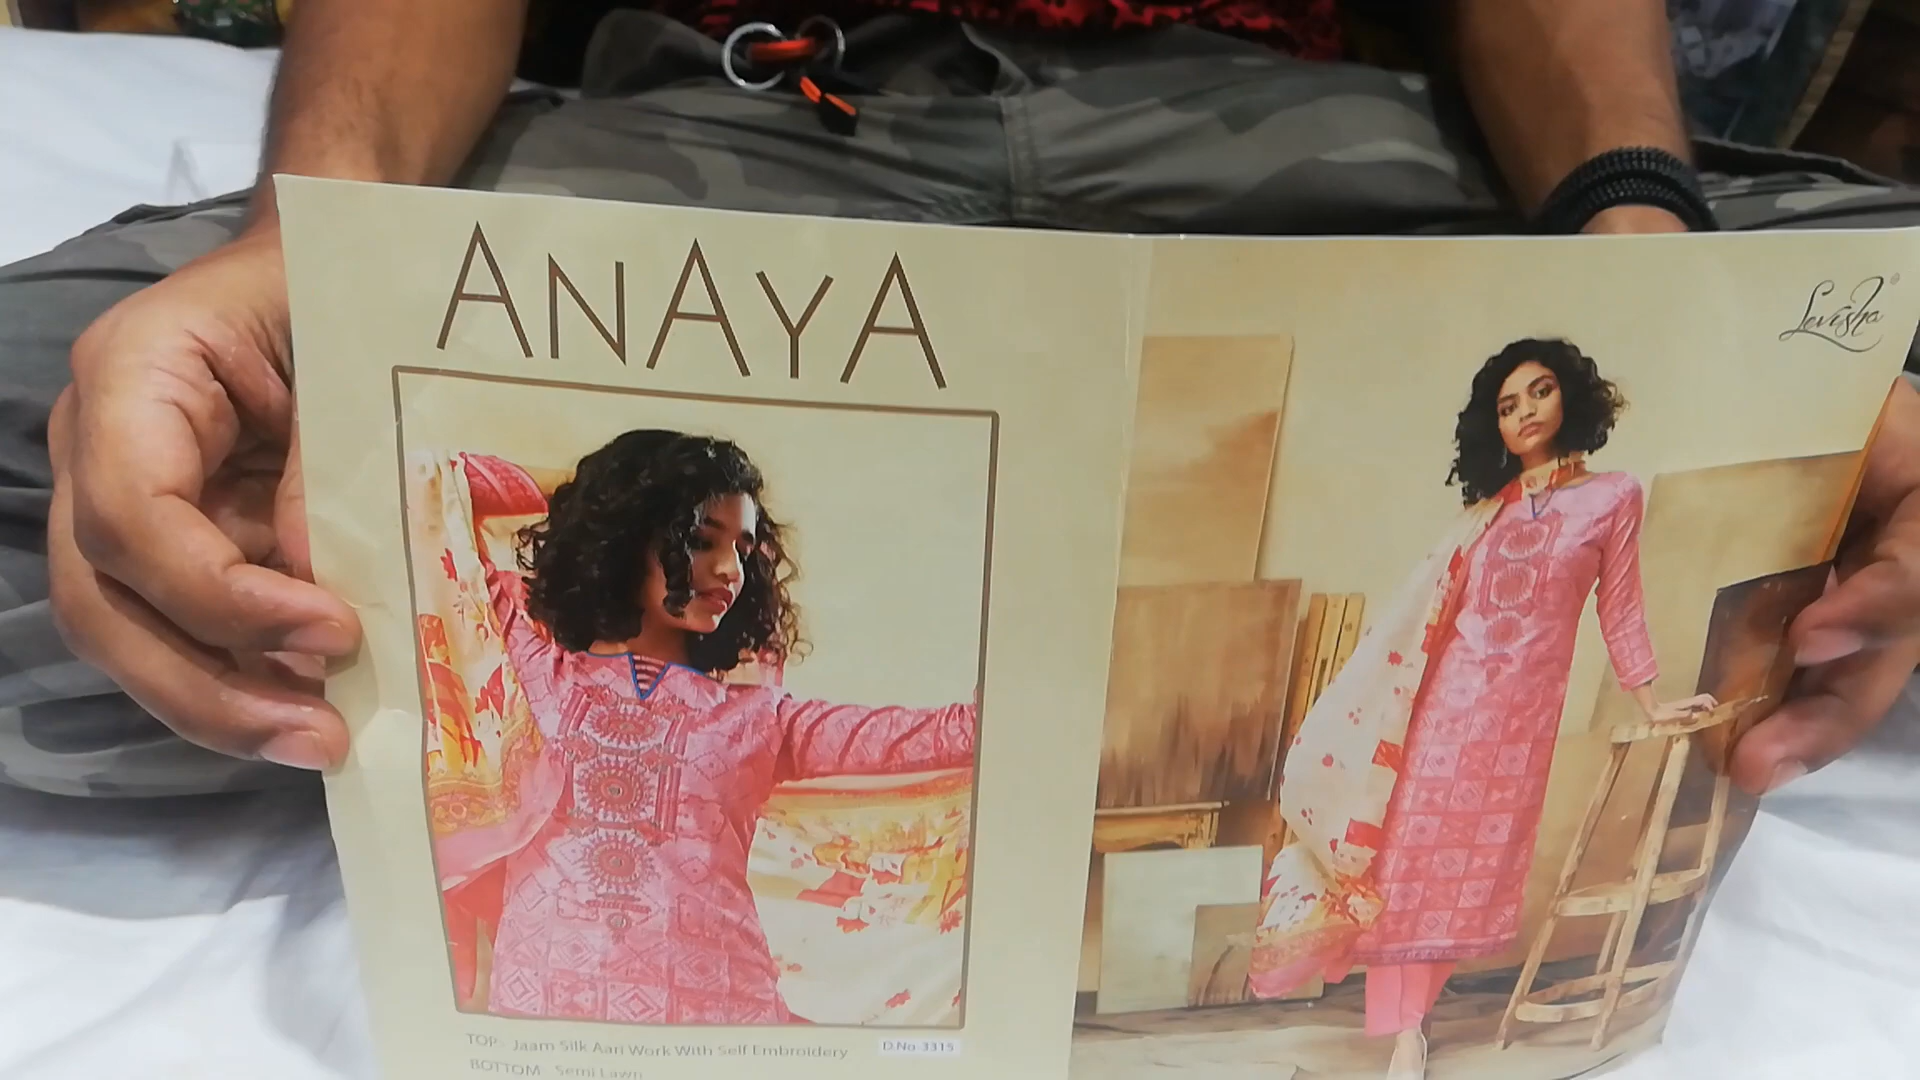 ANAYA
Levisha®
TOP:- Jaam Silk Aari Work With Self Embroidery
D.No-3315
BOTTOM:- Semi Lawn